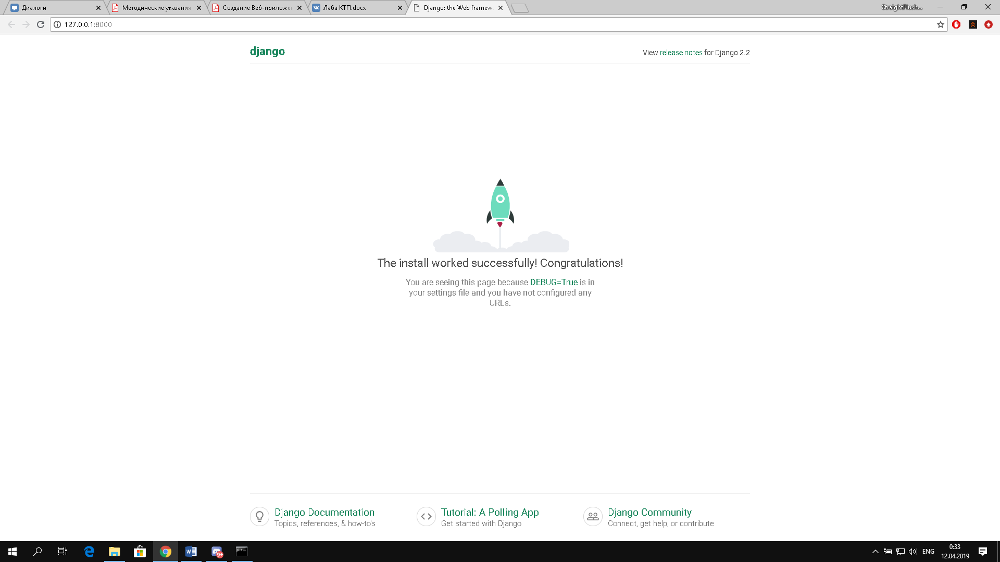 Диалоги
Методические указания
Создание Веб-приложен
Лаба КТП.docx
Django: the Web framew
StraightFlush...
127.0.0.1:8000
django
View release notes for Django 2.2
The install worked successfully! Congratulations!
You are seeing this page because DEBUG=True is in
your settings file and you have not configured any
URLs.
Django Documentation
Topics, references, & how-to's
Tutorial: A Polling App
Get started with Django
Django Community
Connect, get help, or contribute
9+
ENG
0:33
12.04.2019